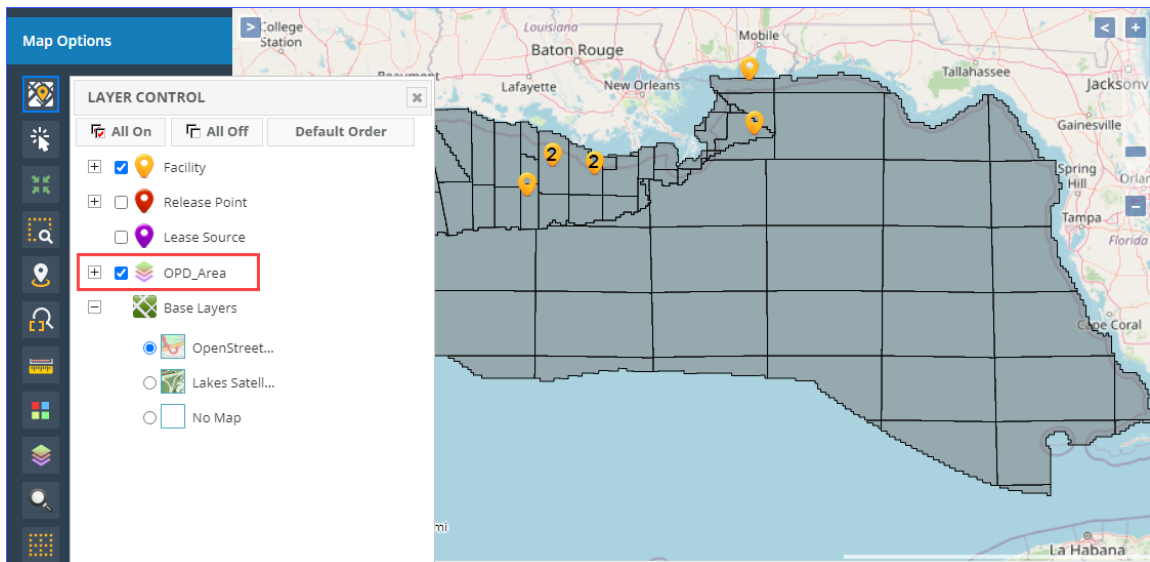 Map Options
LAYER CONTROL
All On
All Off
Default Order
Facility
Release Point
Lease Source
OPD_Area
Base Layers
OpenStreet...
Lakes Satell...
No Map
College
Station
Louisiana
Baton Rouge
Mobile
Tallahassee
Jacksonv
Lafayette
New Orleans
Gainesville
2
2
Spring
Hill
Orlan
Tampa
Florida
Cape Coral
mi
La Habana